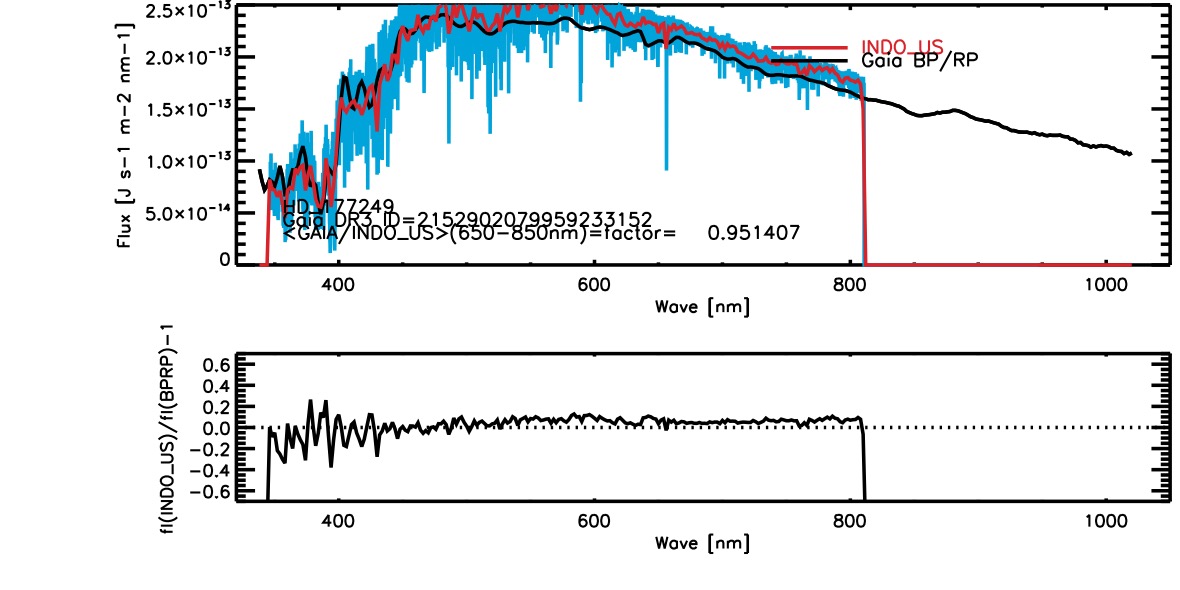 2.5×10⁻¹³
2.0×10⁻¹³
1.5×10⁻¹³
1.0×10⁻¹³
5.0×10⁻¹⁴
0
Flux [J s−1 m−2 nm−1]
INDO_US
Gaia BP/RP
HD_177249
Gaia DR3 ID=2152902079959233152
<GAIA/INDO_US>(650−850nm)=factor= 0.951407
400 600 800 1000
Wave [nm]
fl(INDO_US)/fl(BPRP)−1
0.6
0.4
0.2
0.0
−0.2
−0.4
−0.6
400 600 800 1000
Wave [nm]